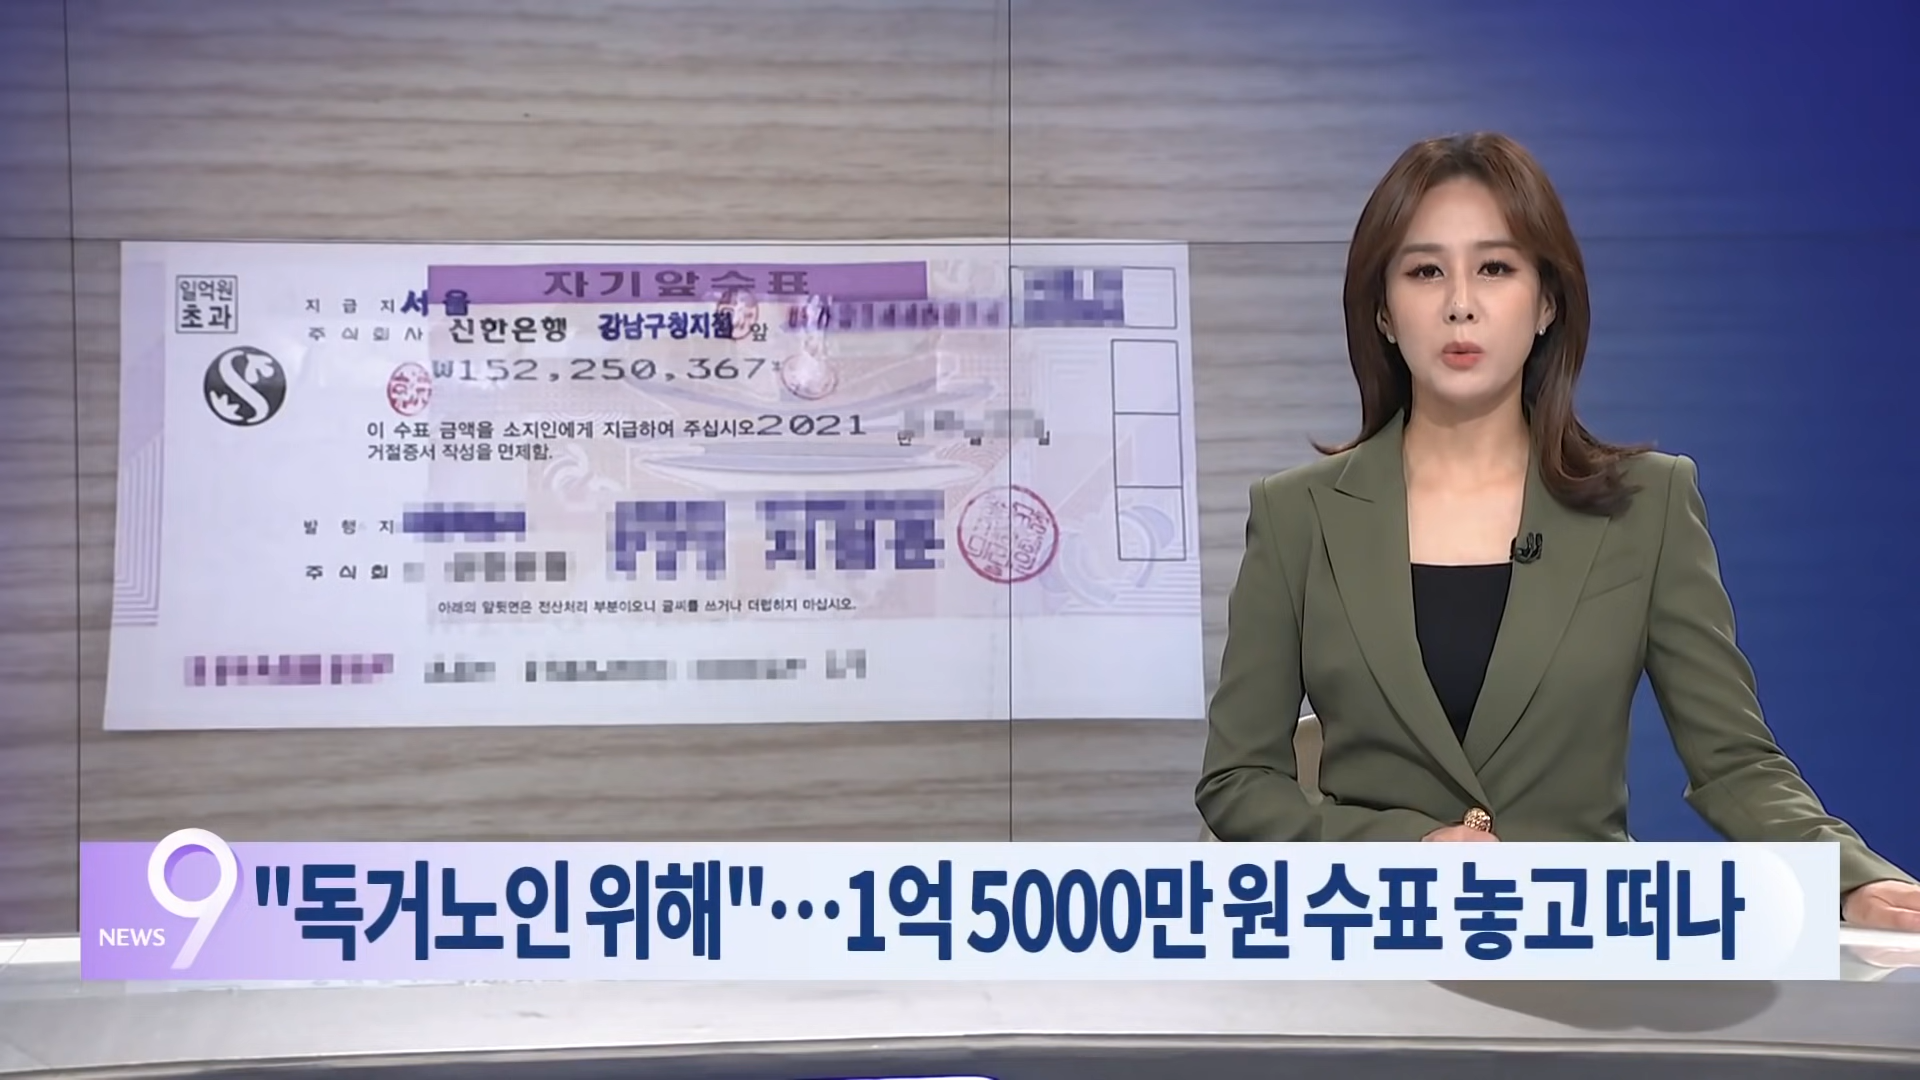 자기앞수표
일억원
초과
지 급 지 서울
주 식 회 사 신한은행 강남구청지점 앞
₩152,250,367*
이 수표 금액을 소지인에게 지급하여 주십시오 2021 년 월 일
거절증서 작성을 면제함.
발 행 지
주 식 회
아래의 앞뒷면은 전산처리 부분이오니 글씨를 쓰거나 더럽히지 마십시오.
NEWS 9
"독거노인 위해"…1억 5000만 원 수표 놓고 떠나